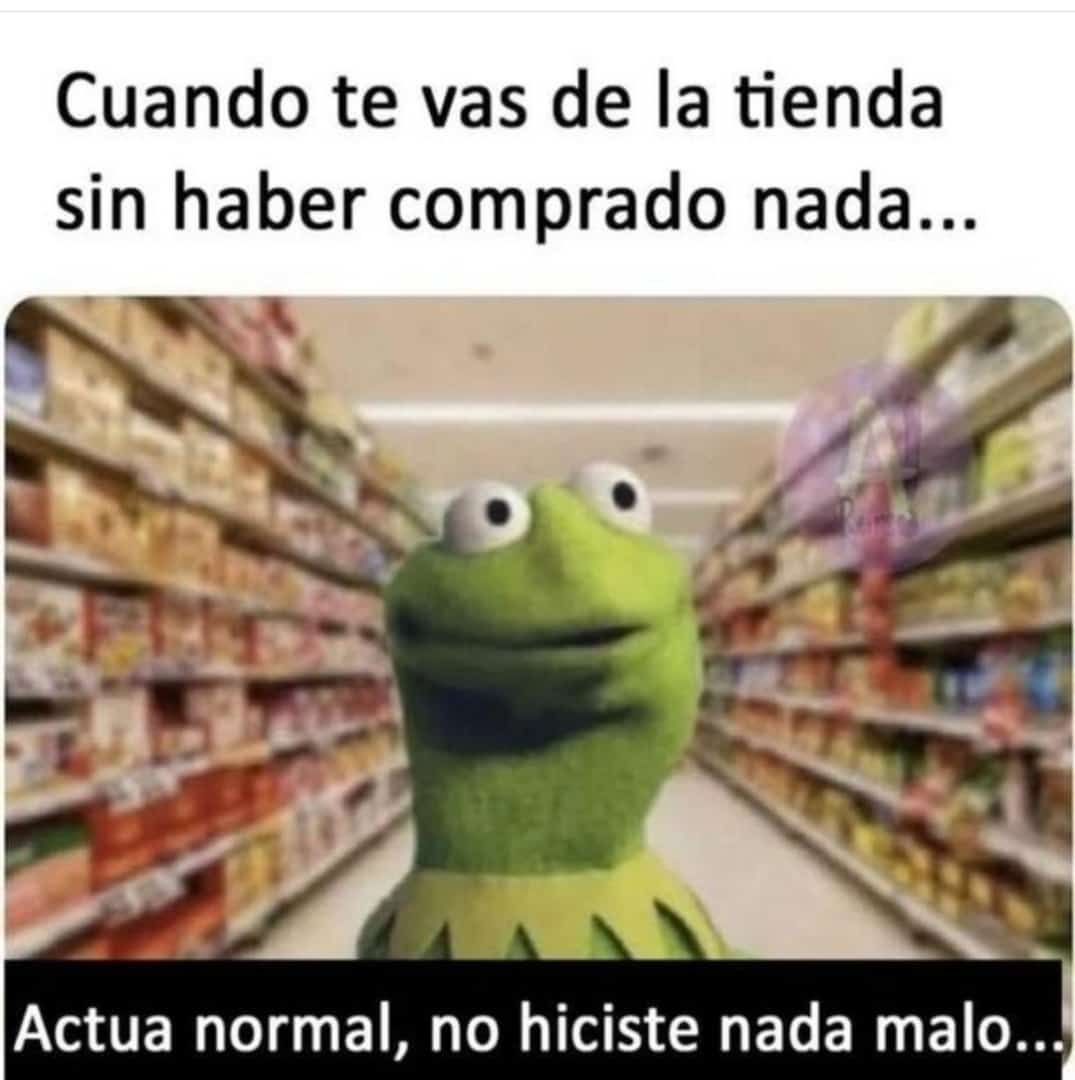 Cuando te vas de la tienda
sin haber comprado nada...
Actua normal, no hiciste nada malo...